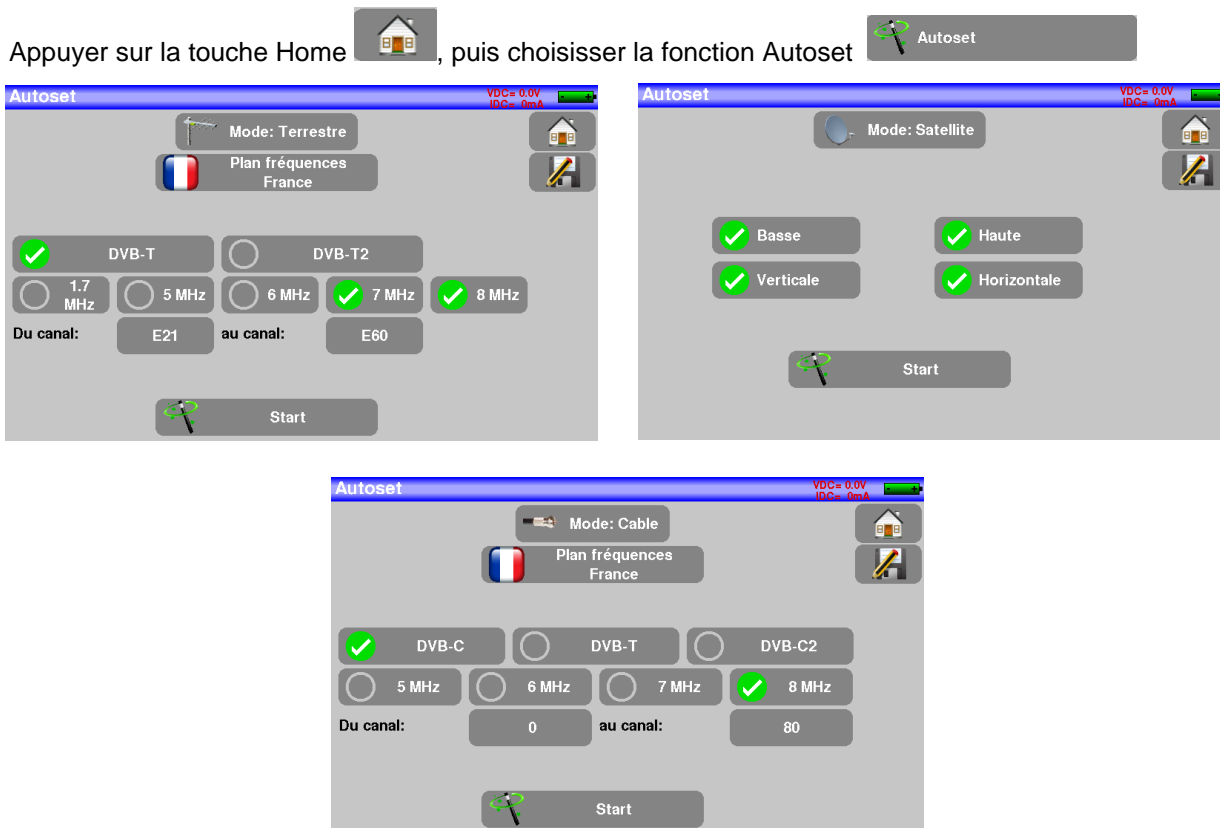 Appuyer sur la touche Home , puis choisisser la fonction Autoset Autoset
Autoset VDC= 0.0V
IDC= 0mA
Mode: Terrestre
Plan fréquences
France
DVB-T DVB-T2
1.7 MHz 5 MHz 6 MHz 7 MHz 8 MHz
Du canal: E21 au canal: E60
Start
Autoset VDC= 0.0V
IDC= 0mA
Mode: Satellite
Basse Haute
Verticale Horizontale
Start
Autoset VDC= 0.0V
IDC= 0mA
Mode: Cable
Plan fréquences
France
DVB-C DVB-T DVB-C2
5 MHz 6 MHz 7 MHz 8 MHz
Du canal: 0 au canal: 80
Start